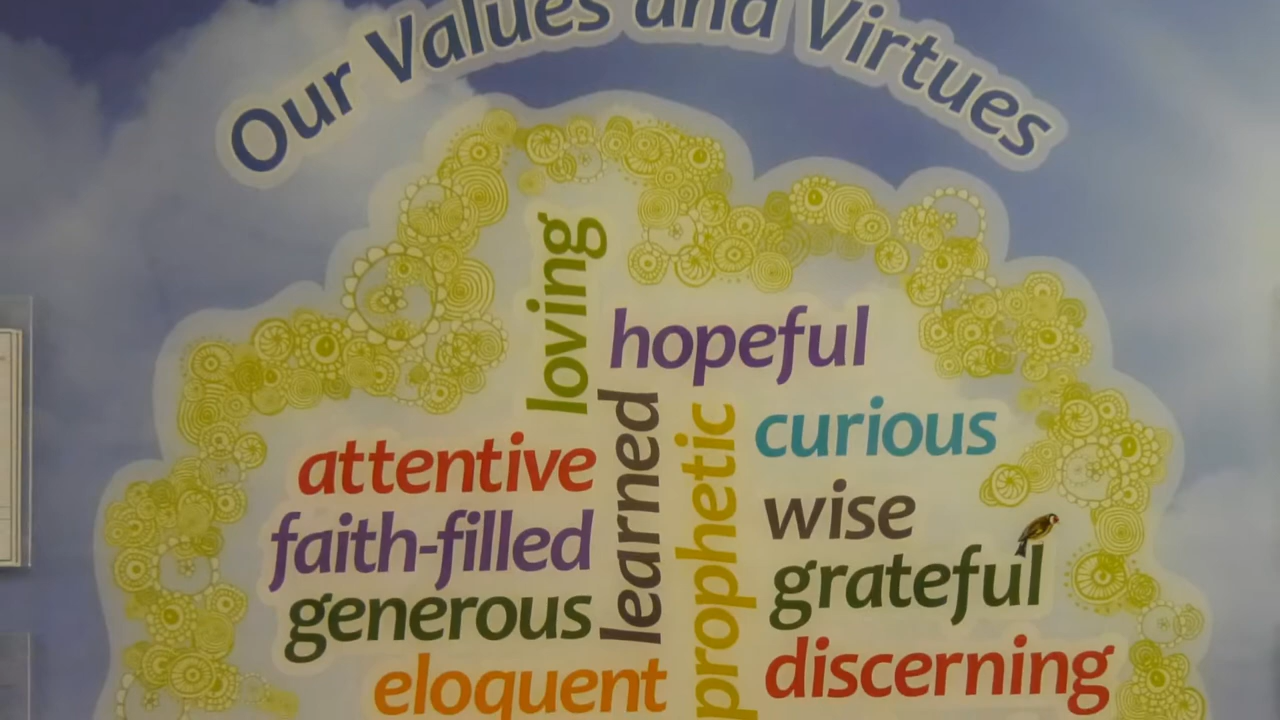 Our Values and Virtues
loving
hopeful
learned
prophetic
curious
attentive
wise
faith-filled
grateful
generous
discerning
eloquent